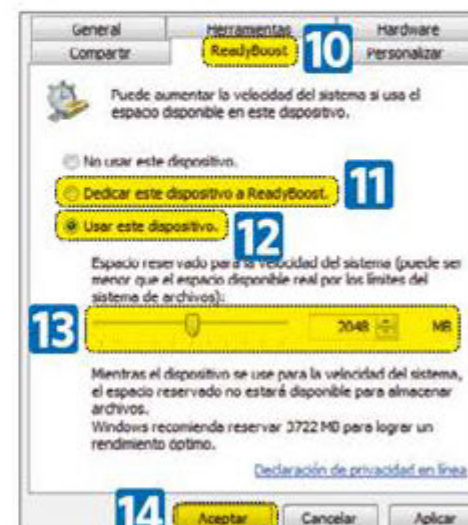 General Herramientas Hardware
Compartir ReadyBoost 10 Personalizar
Puede aumentar la velocidad del sistema si usa el
espacio disponible en este dispositivo.
No usar este dispositivo.
Dedicar este dispositivo a ReadyBoost. 11
Usar este dispositivo. 12
Espacio reservado para la velocidad del sistema (puede ser
menor que el espacio disponible real por los límites del
sistema de archivos):
13 2048 MB
Mientras el dispositivo se use para la velocidad del sistema,
el espacio reservado no estará disponible para almacenar
archivos.
Windows recomienda reservar 3722 MB para lograr un
rendimiento óptimo.
Declaración de privacidad en línea
14 Aceptar Cancelar Aplicar